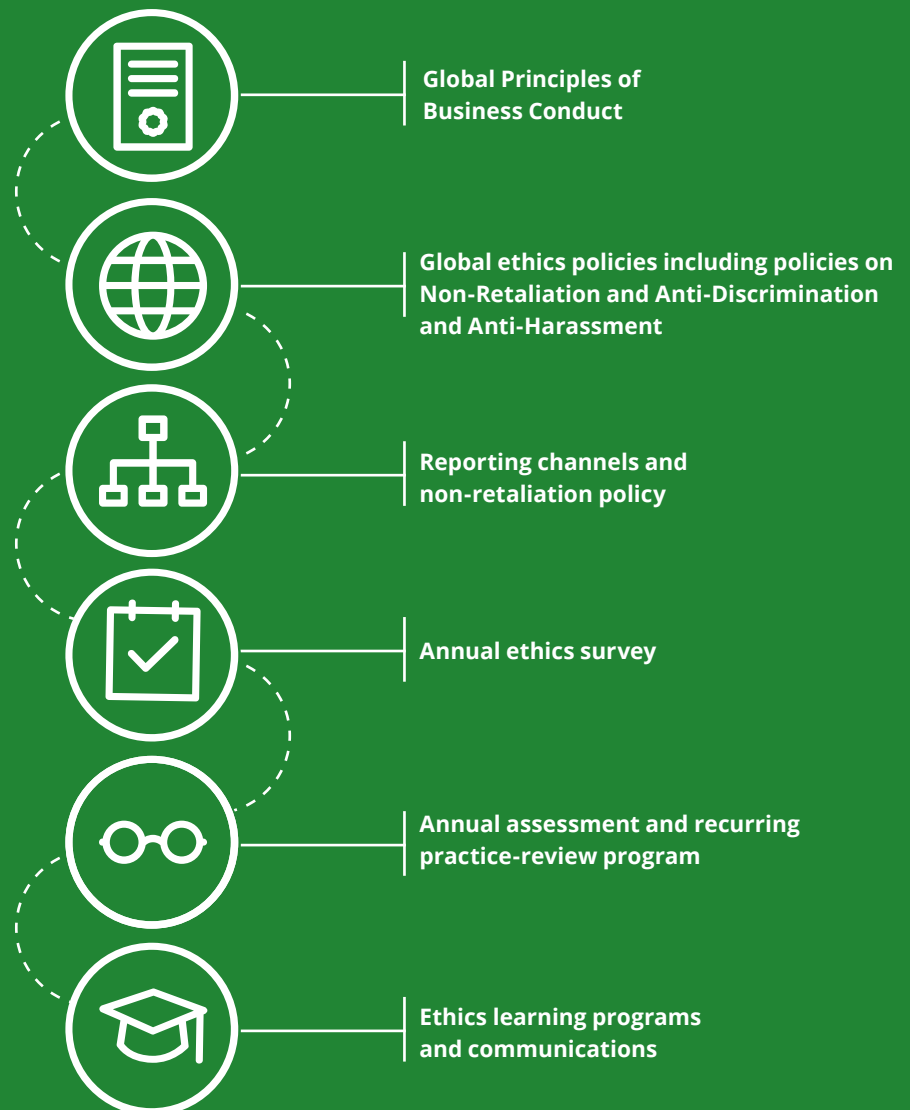 Global Principles of
Business Conduct
Global ethics policies including policies on
Non-Retaliation and Anti-Discrimination
and Anti-Harassment
Reporting channels and
non-retaliation policy
Annual ethics survey
Annual assessment and recurring
practice-review program
Ethics learning programs
and communications